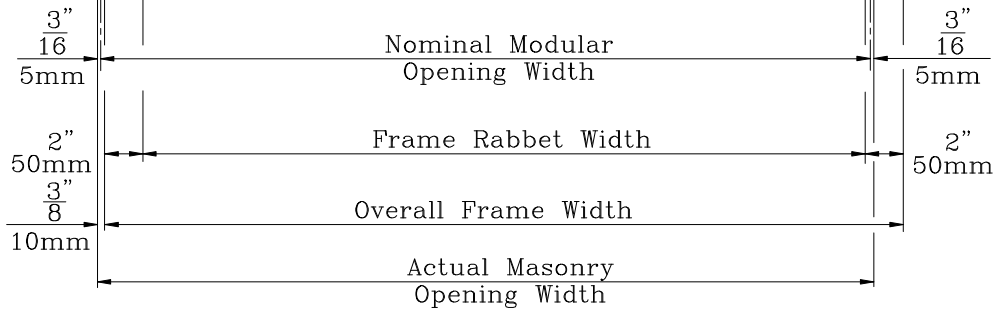 3"
16
5mm
Nominal Modular
Opening Width
3"
16
5mm
2"
50mm
Frame Rabbet Width
2"
50mm
3"
8
10mm
Overall Frame Width
Actual Masonry
Opening Width